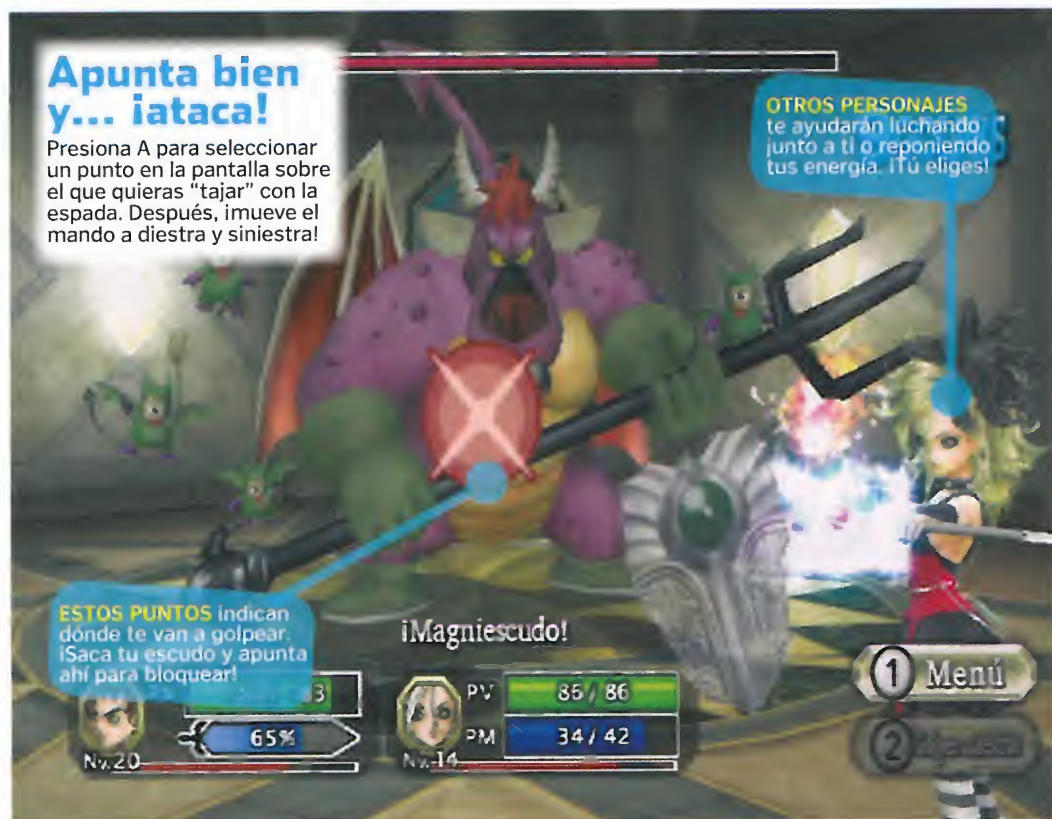 Apunta bien
y... ¡ataca!
Presiona A para seleccionar
un punto en la pantalla sobre
el que quieras "tajar" con la
espada. Después, ¡mueve el
mando a diestra y siniestra!
OTROS PERSONAJES
te ayudarán luchando
junto a ti o reponiendo
tus energía. ¡Tú eliges!
ESTOS PUNTOS indican
dónde te van a golpear.
¡Saca tu escudo y apunta
ahí para bloquear!
¡Magniescudo!
65%
Nv.20
PV 86/86
PM 34/42
Nv.14
1 Menú
2